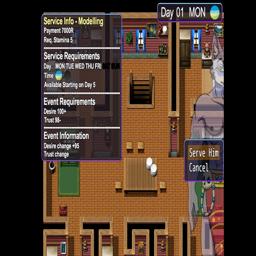 Service Info - Modelling
Payment 7000R
Req. Stamina 5
Service Requirements
Day MON TUE WED THU FRI SUN
Time
Available Starting on Day 5
Event Requirements
Desire 100+
Trust 98-
Event Information
Desire change +95
Trust change
Day 01 MON
Serve Him
Cancel